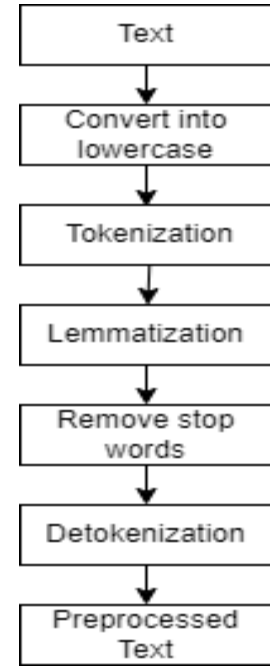 Text
Convert into
lowercase
Tokenization
Lemmatization
Remove stop
words
Detokenization
Preprocessed
Text